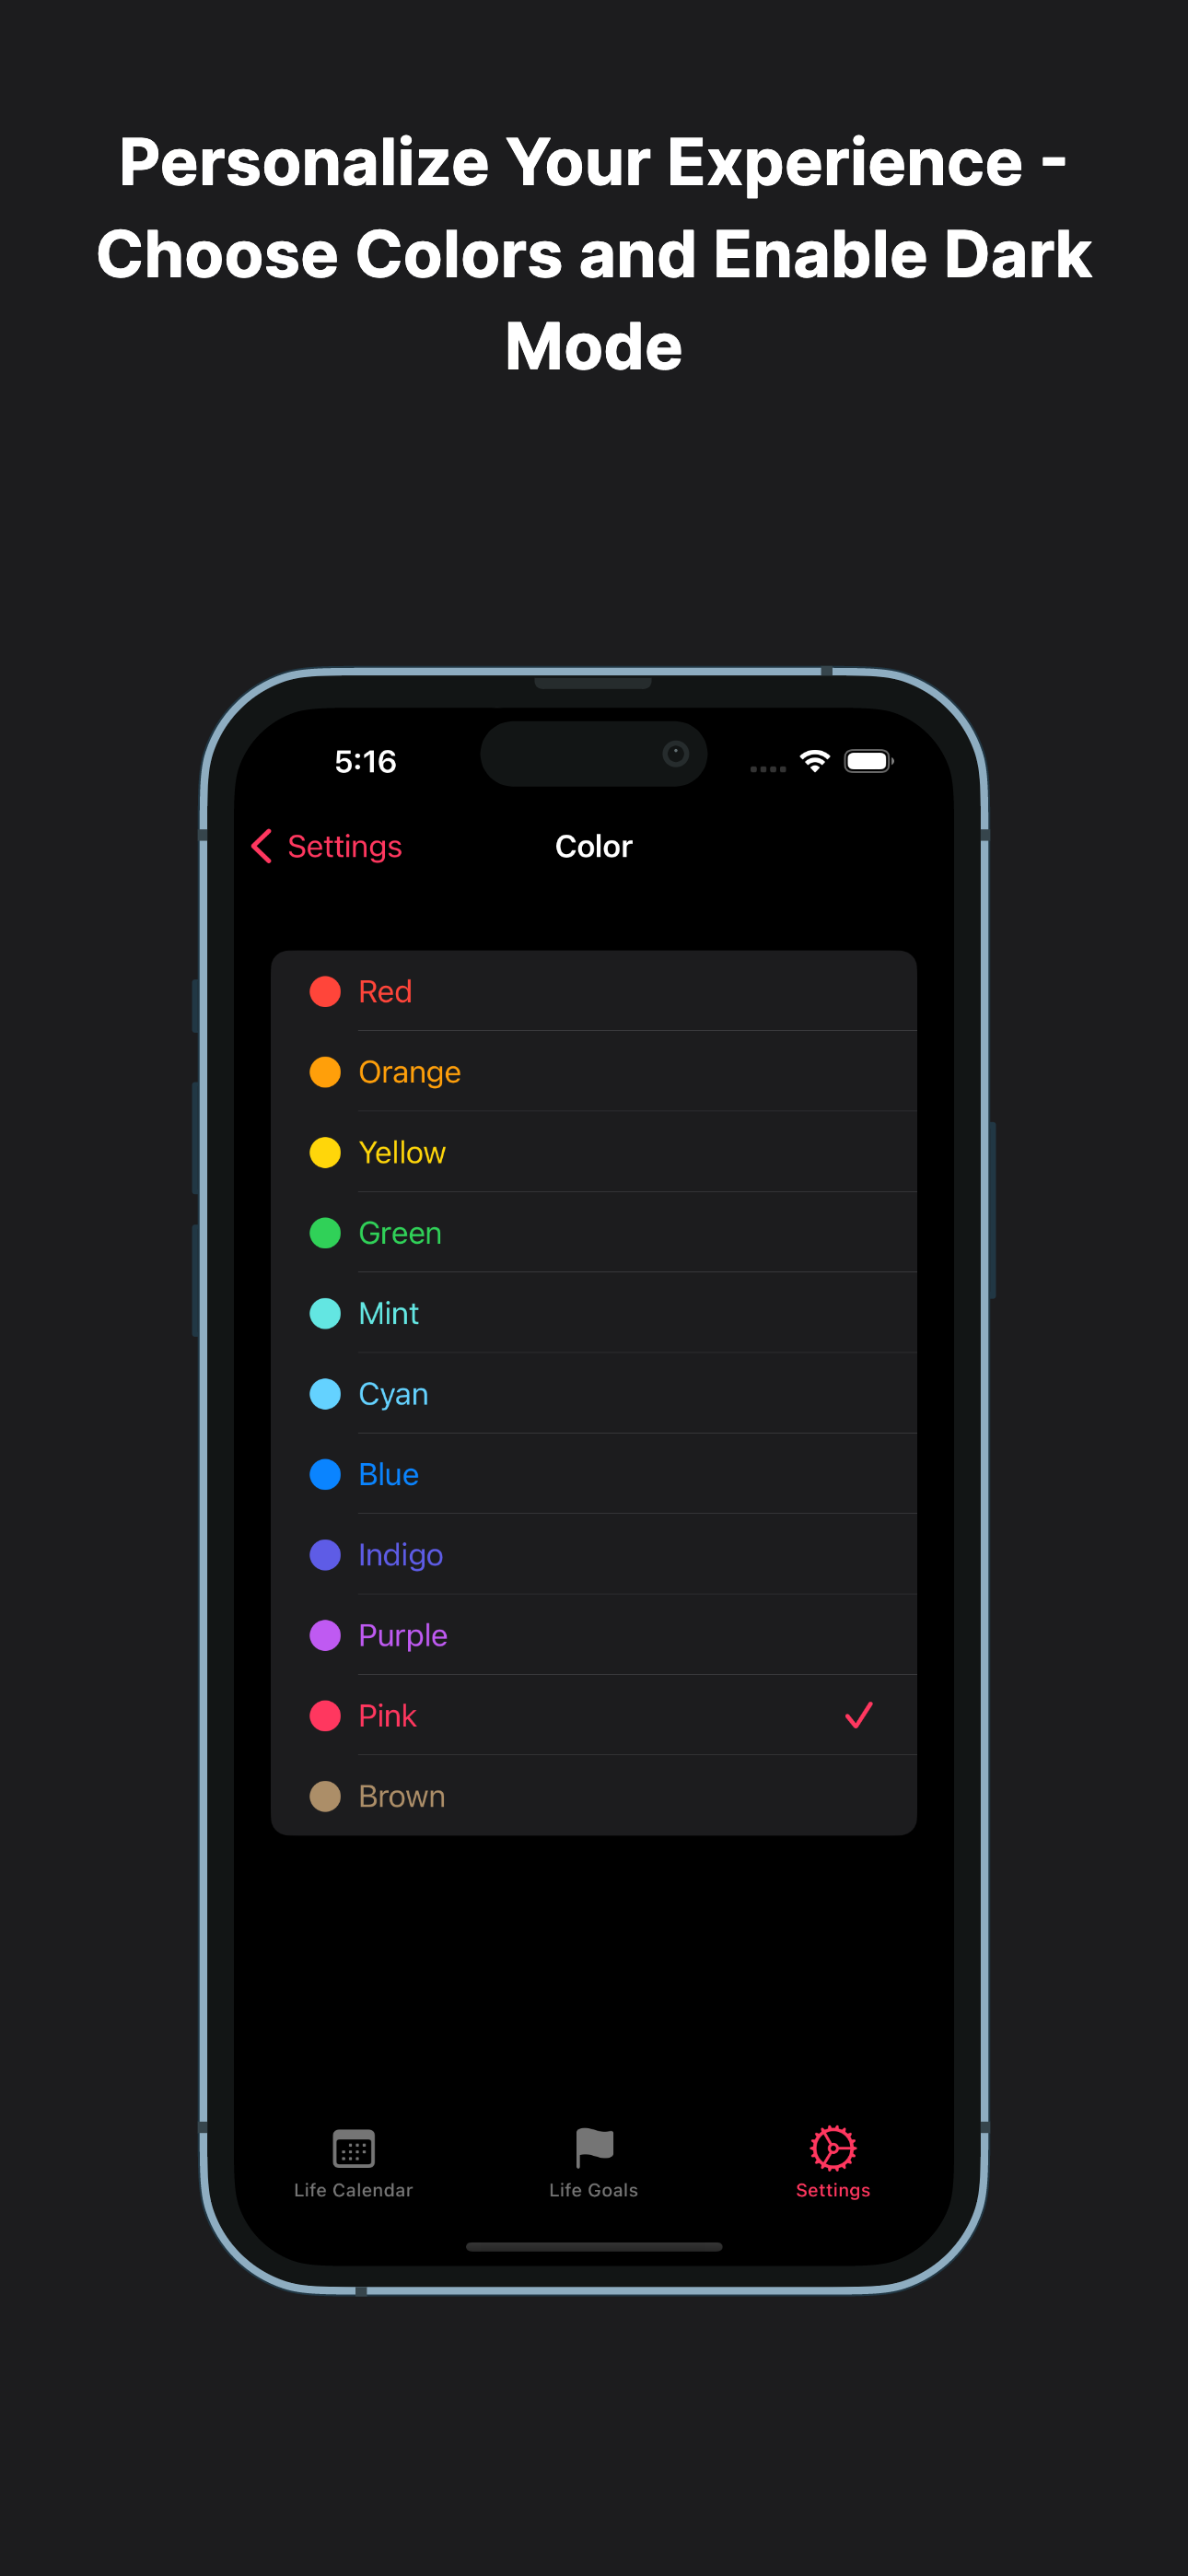 Personalize Your Experience -
Choose Colors and Enable Dark
Mode
5:16
Settings
Color
Red
Orange
Yellow
Green
Mint
Cyan
Blue
Indigo
Purple
Pink
Brown
Life Calendar
Life Goals
Settings